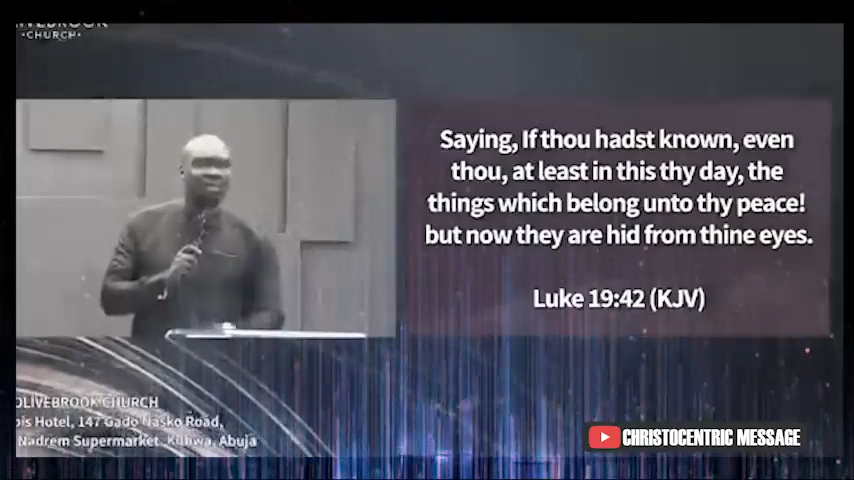 OLIVEBROOK
•CHURCH•
Saying, If thou hadst known, even
thou, at least in this thy day, the
things which belong unto thy peace!
but now they are hid from thine eyes.
Luke 19:42 (KJV)
OLIVEBROOK CHURCH
Hotel, 147 Gado Nasko Road,
Nadrem Supermarket, Kubwa, Abuja
CHRISTOCENTRIC MESSAGE